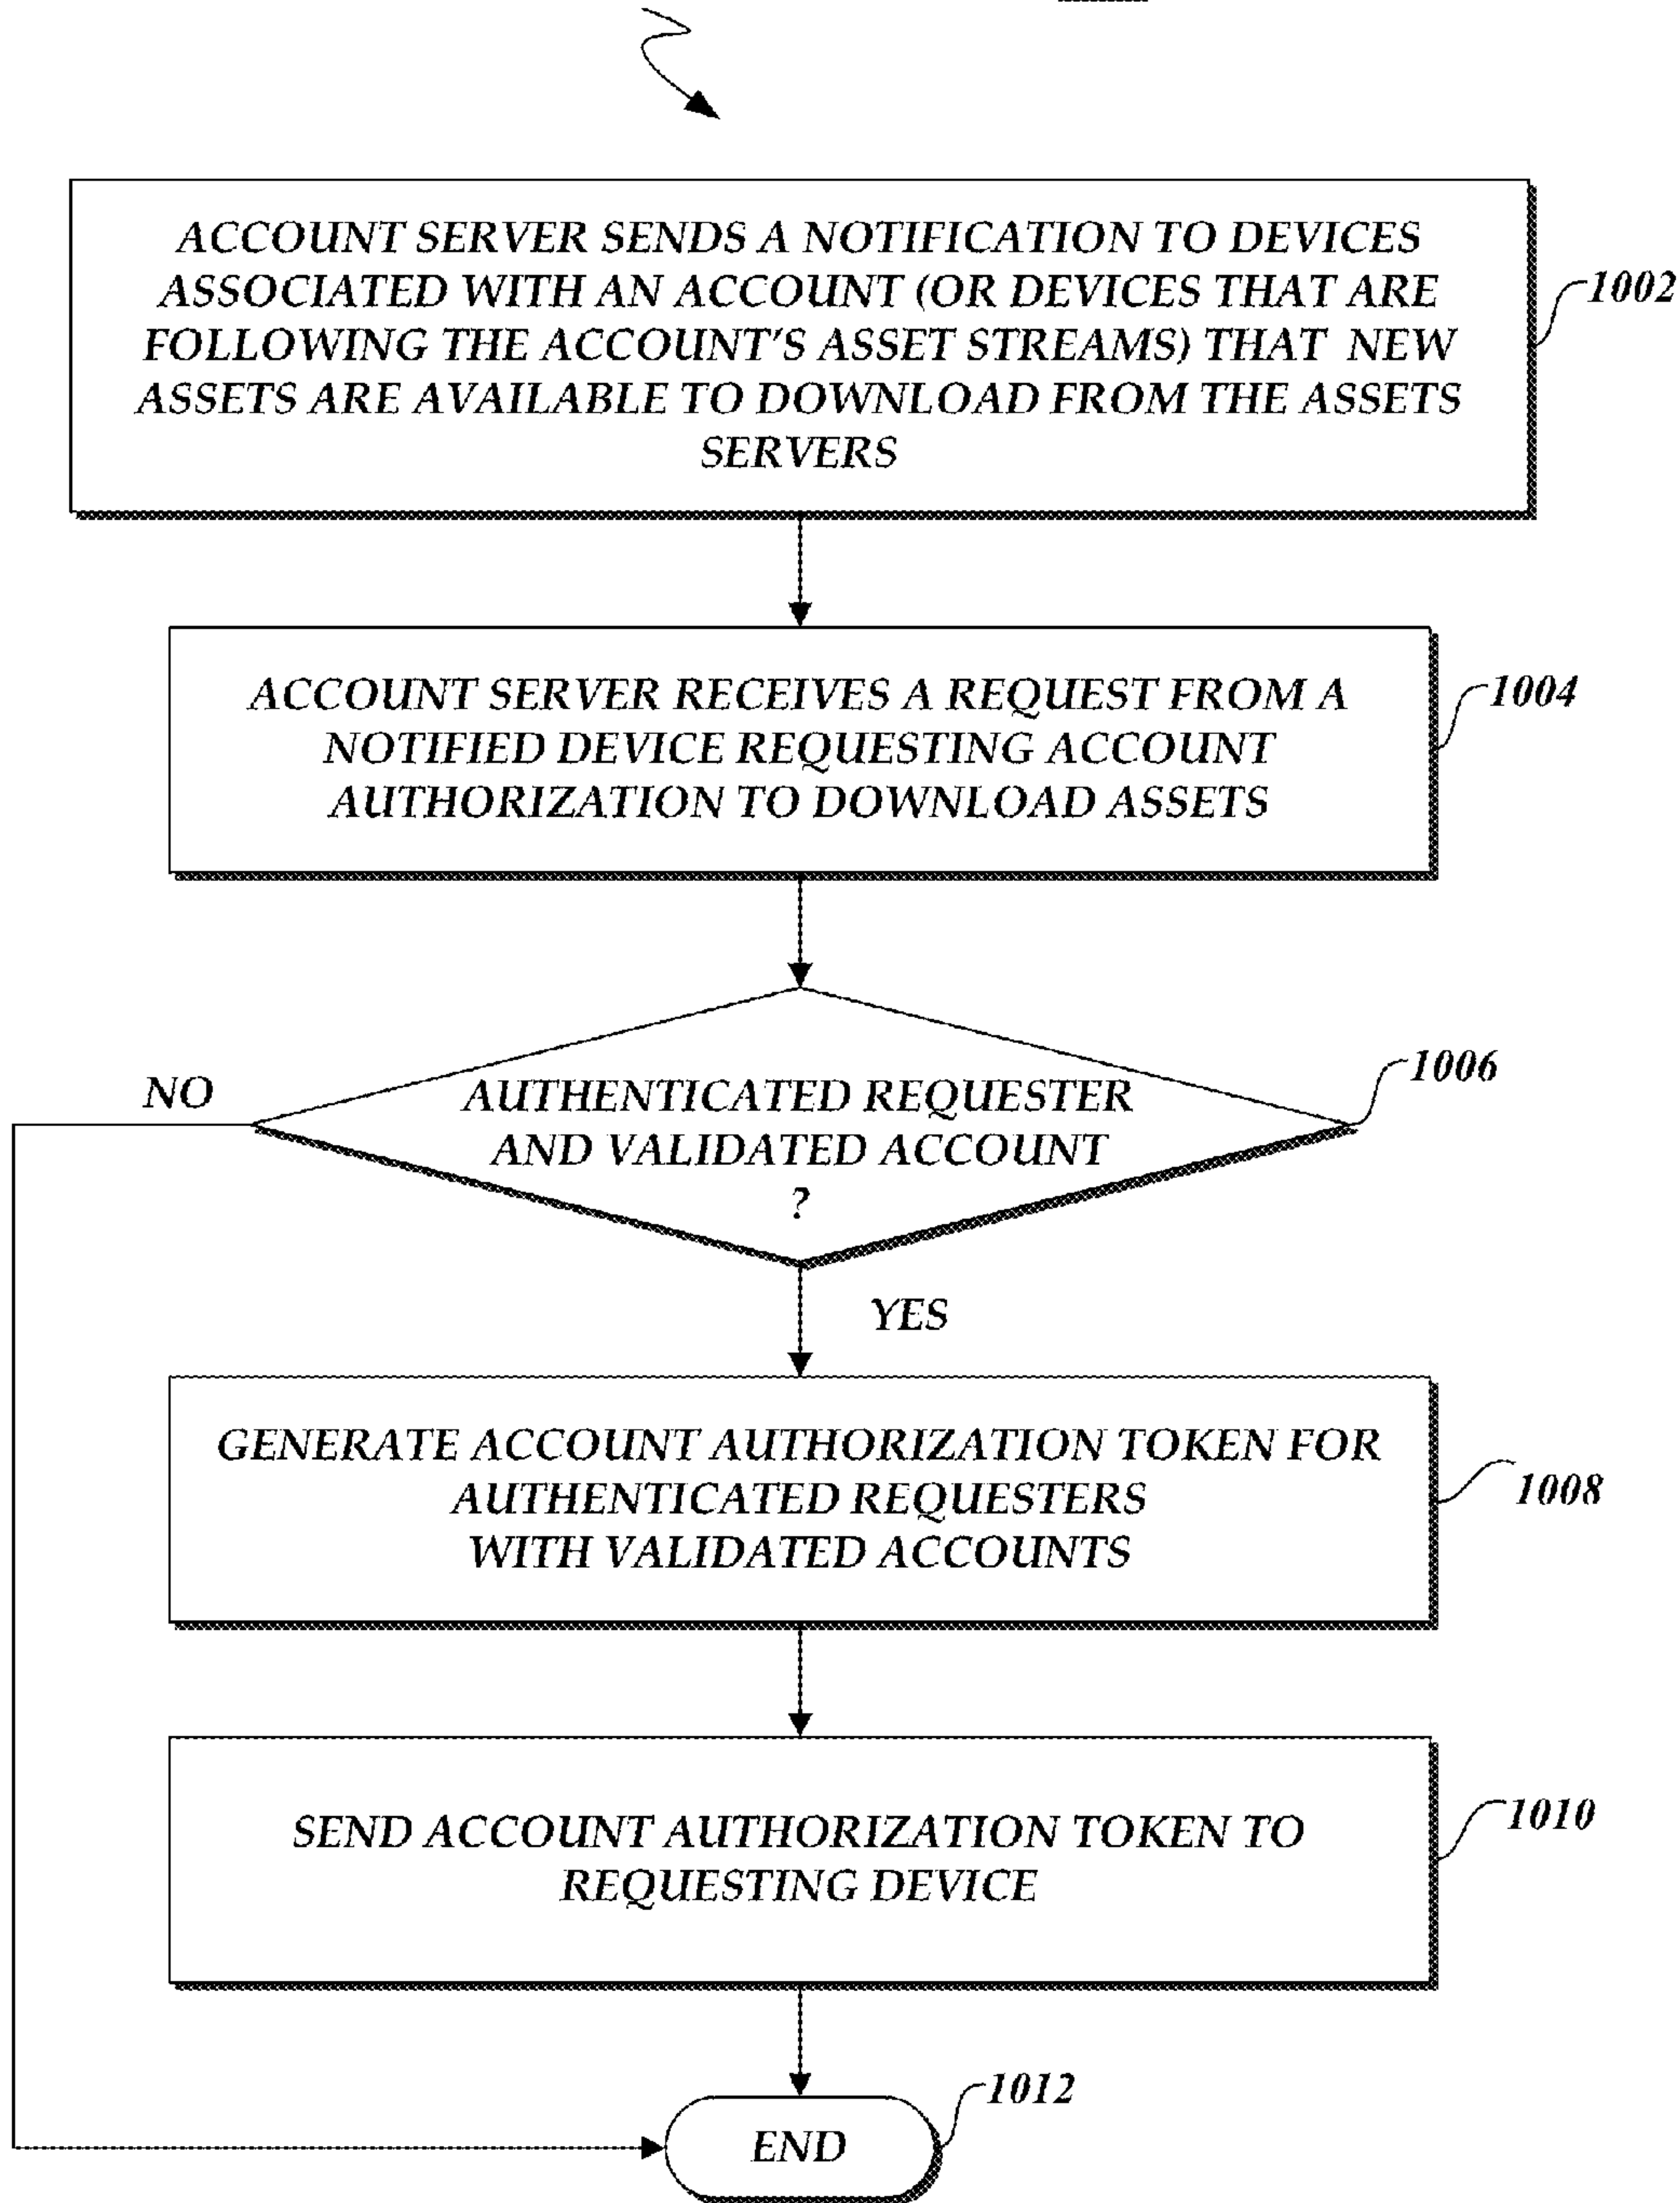 ACCOUNT SERVER SENDS A NOTIFICATION TO DEVICES
ASSOCIATED WITH AN ACCOUNT (OR DEVICES THAT ARE
FOLLOWING THE ACCOUNT'S ASSET STREAMS) THAT NEW
ASSETS ARE AVAILABLE TO DOWNLOAD FROM THE ASSETS
SERVERS
1002
ACCOUNT SERVER RECEIVES A REQUEST FROM A
NOTIFIED DEVICE REQUESTING ACCOUNT
AUTHORIZATION TO DOWNLOAD ASSETS
1004
NO
AUTHENTICATED REQUESTER
AND VALIDATED ACCOUNT
?
1006
YES
GENERATE ACCOUNT AUTHORIZATION TOKEN FOR
AUTHENTICATED REQUESTERS
WITH VALIDATED ACCOUNTS
1008
SEND ACCOUNT AUTHORIZATION TOKEN TO
REQUESTING DEVICE
1010
END
1012